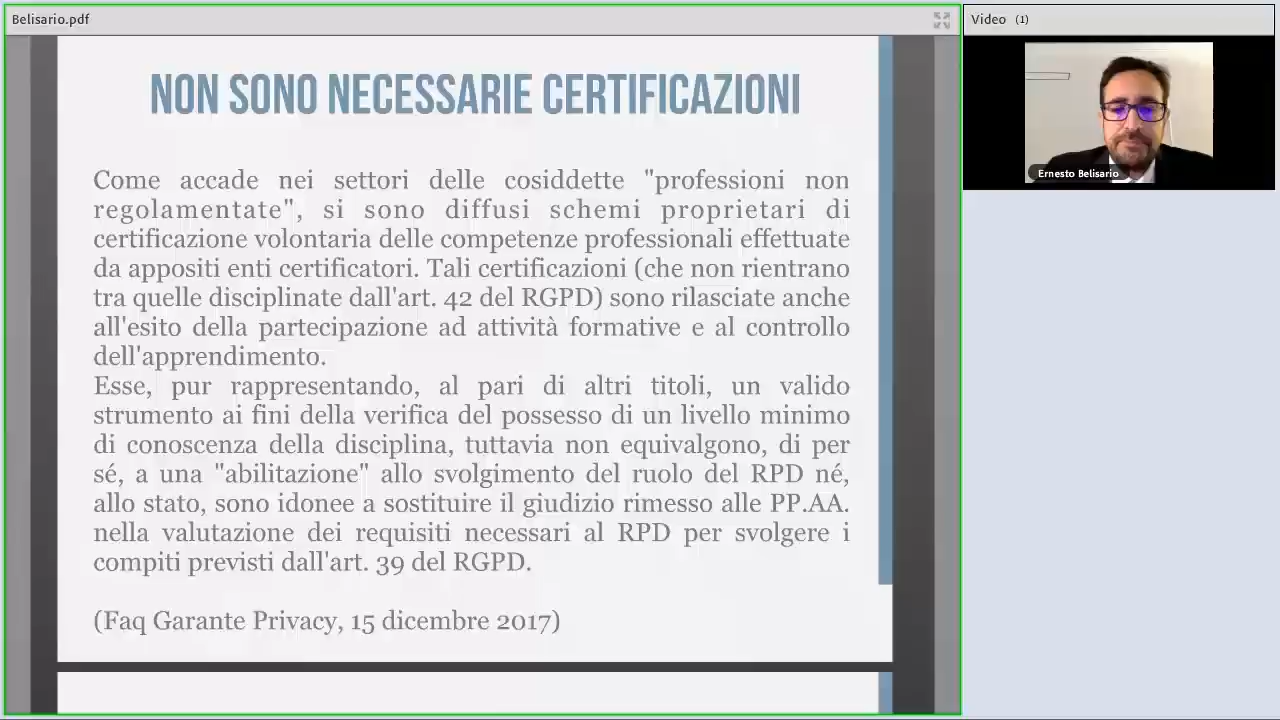 Belisario.pdf
Video (1)
NON SONO NECESSARIE CERTIFICAZIONI
Come accade nei settori delle cosiddette "professioni non
regolamentate", si sono diffusi schemi proprietari di
certificazione volontaria delle competenze professionali effettuate
da appositi enti certificatori. Tali certificazioni (che non rientrano
tra quelle disciplinate dall'art. 42 del RGPD) sono rilasciate anche
all'esito della partecipazione ad attività formative e al controllo
dell'apprendimento.
Esse, pur rappresentando, al pari di altri titoli, un valido
strumento ai fini della verifica del possesso di un livello minimo
di conoscenza della disciplina, tuttavia non equivalgono, di per
sé, a una "abilitazione" allo svolgimento del ruolo del RPD né,
allo stato, sono idonee a sostituire il giudizio rimesso alle PP.AA.
nella valutazione dei requisiti necessari al RPD per svolgere i
compiti previsti dall'art. 39 del RGPD.
(Faq Garante Privacy, 15 dicembre 2017)
Ernesto Belisario